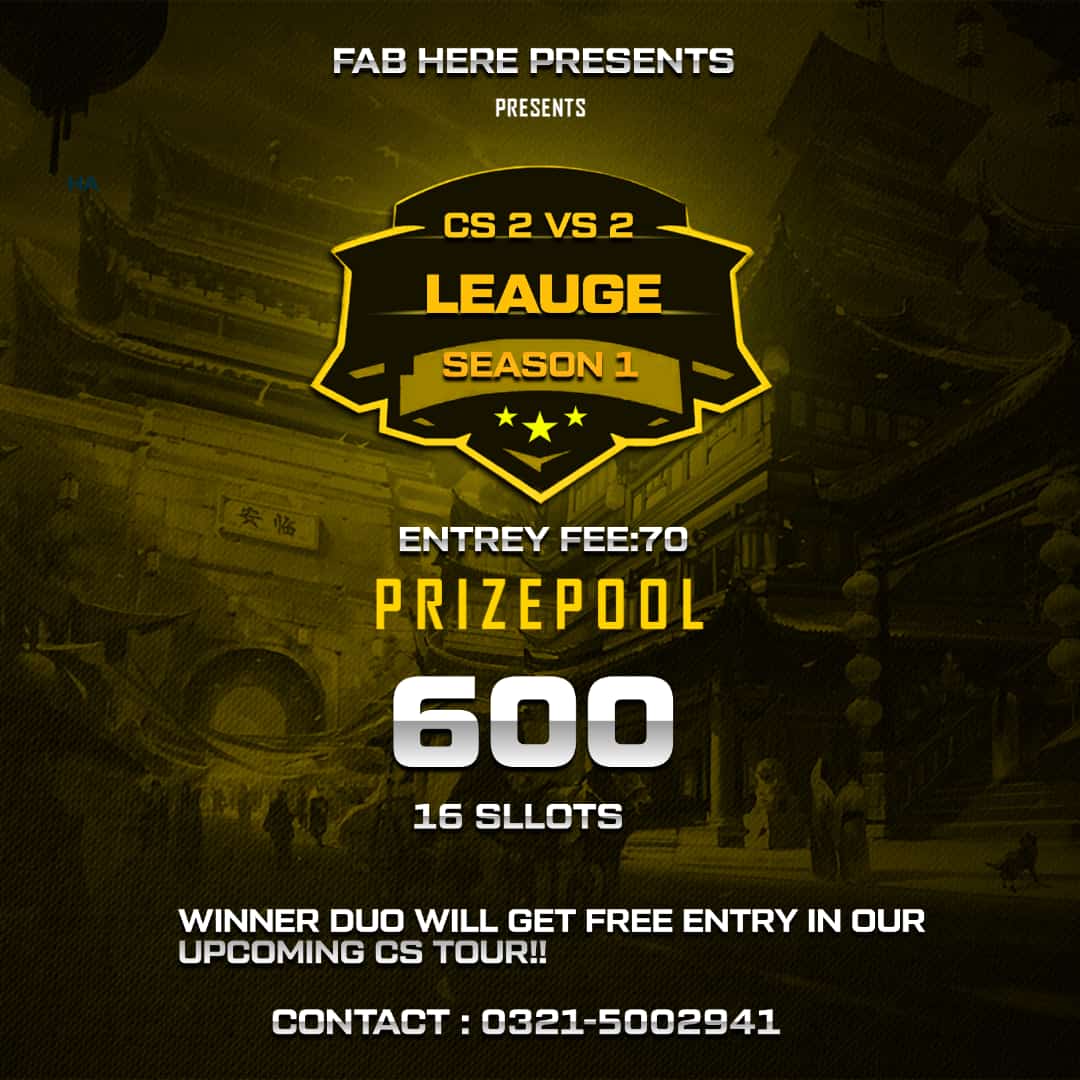 FAB HERE PRESENTS
PRESENTS
HA
CS 2 VS 2
LEAUGE
SEASON 1
安临
ENTREY FEE:70
PRIZEPOOL
600
16 SLLOTS
WINNER DUO WILL GET FREE ENTRY IN OUR
UPCOMING CS TOUR!!
CONTACT : 0321-5002941